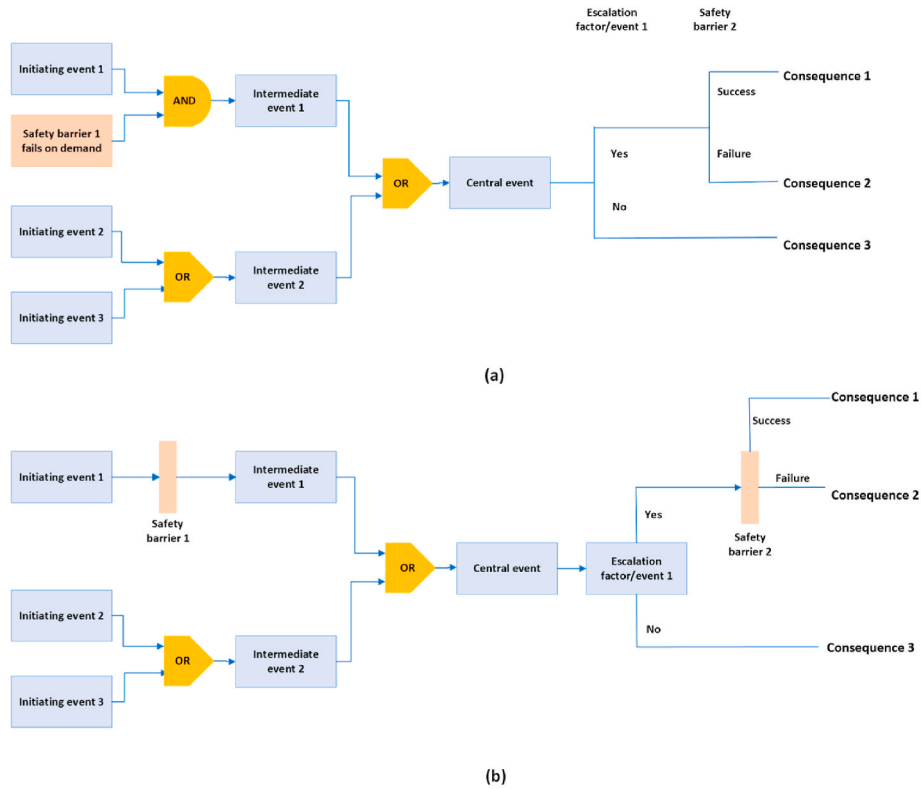 Escalation
factor/event 1
Safety
barrier 2
Initiating event 1
AND
Intermediate
event 1
Consequence 1
Success
Safety barrier 1
fails on demand
Yes
Failure
OR
Central event
Consequence 2
No
Initiating event 2
OR
Intermediate
event 2
Consequence 3
Initiating event 3
(a)
Consequence 1
Success
Initiating event 1
Intermediate
event 1
Failure
Consequence 2
Safety
barrier 1
Yes
Safety
barrier 2
OR
Central event
Escalation
factor/event 1
Initiating event 2
No
OR
Intermediate
event 2
Consequence 3
Initiating event 3
(b)